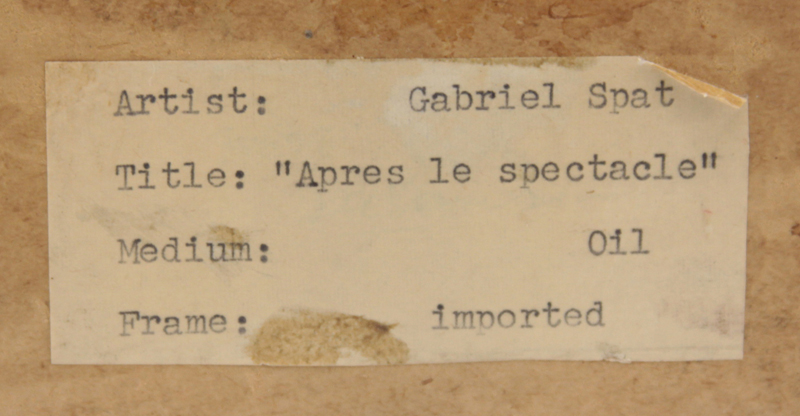 Artist: Gabriel Spat
Title: "Apres le spectacle"
Medium: Oil
Frame: imported